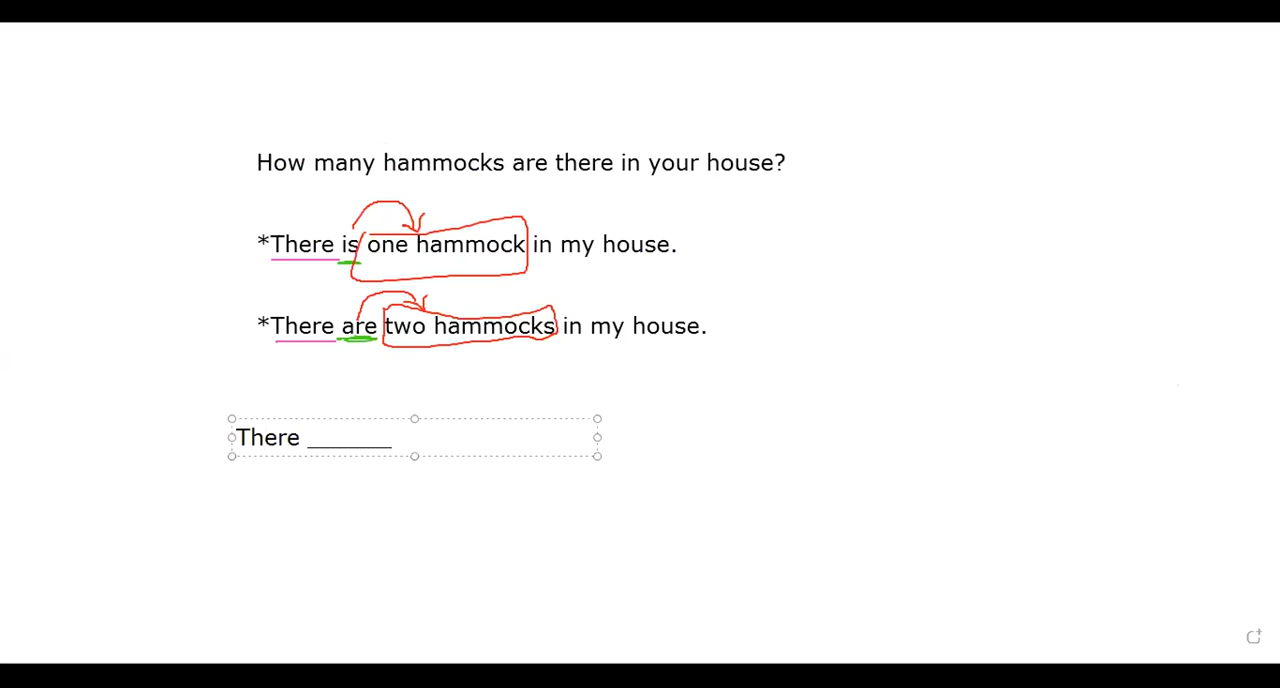 How many hammocks are there in your house?
*There is one hammock in my house.
*There are two hammocks in my house.
There _______